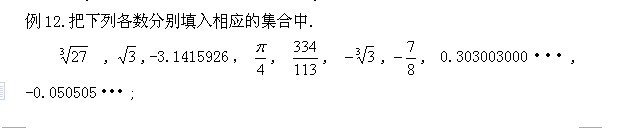 例12.把下列各数分别填入相应的集合中.
∛27 , √3 ,-3.1415926 , π/4 , 334/113 , -∛3 ,-7/8 , 0.303003000··· ,
-0.050505··· ;